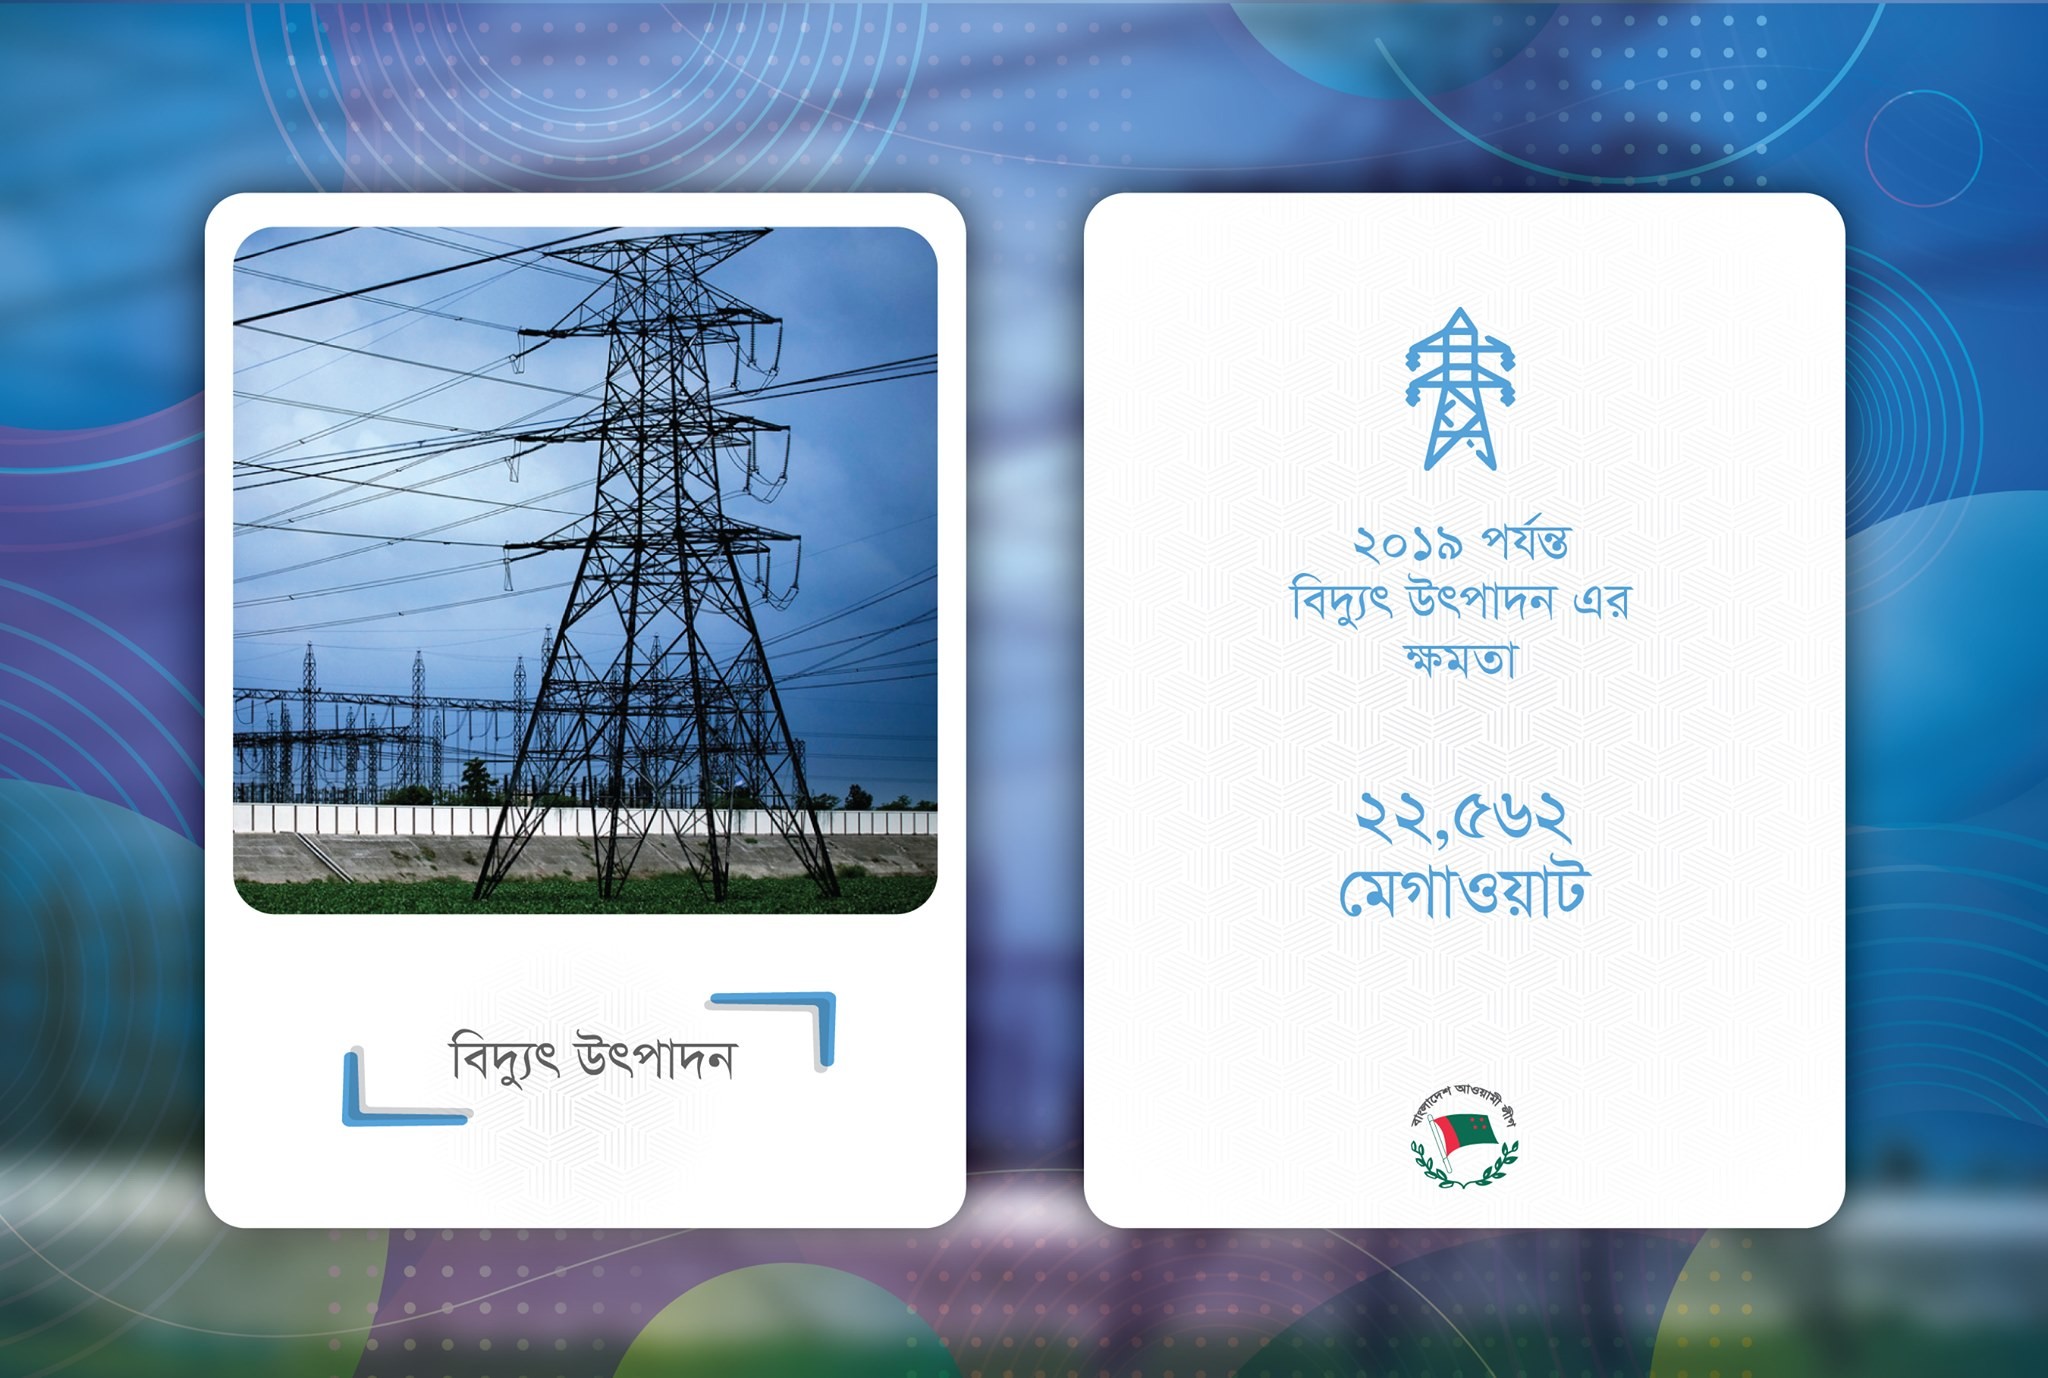 বিদ্যুৎ উৎপাদন
২০১৯ পর্যন্ত
বিদ্যুৎ উৎপাদন এর
ক্ষমতা
২২,৫৬২
মেগাওয়াট
বাংলাদেশ আওয়ামী লীগ